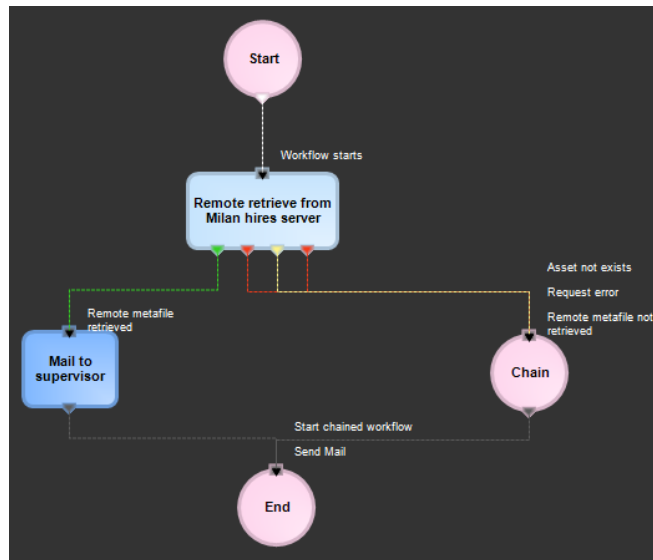 Start
Workflow starts
Remote retrieve from
Milan hires server
Asset not exists
Request error
Remote metafile not
retrieved
Remote metafile
retrieved
Mail to
supervisor
Chain
Start chained workflow
Send Mail
End